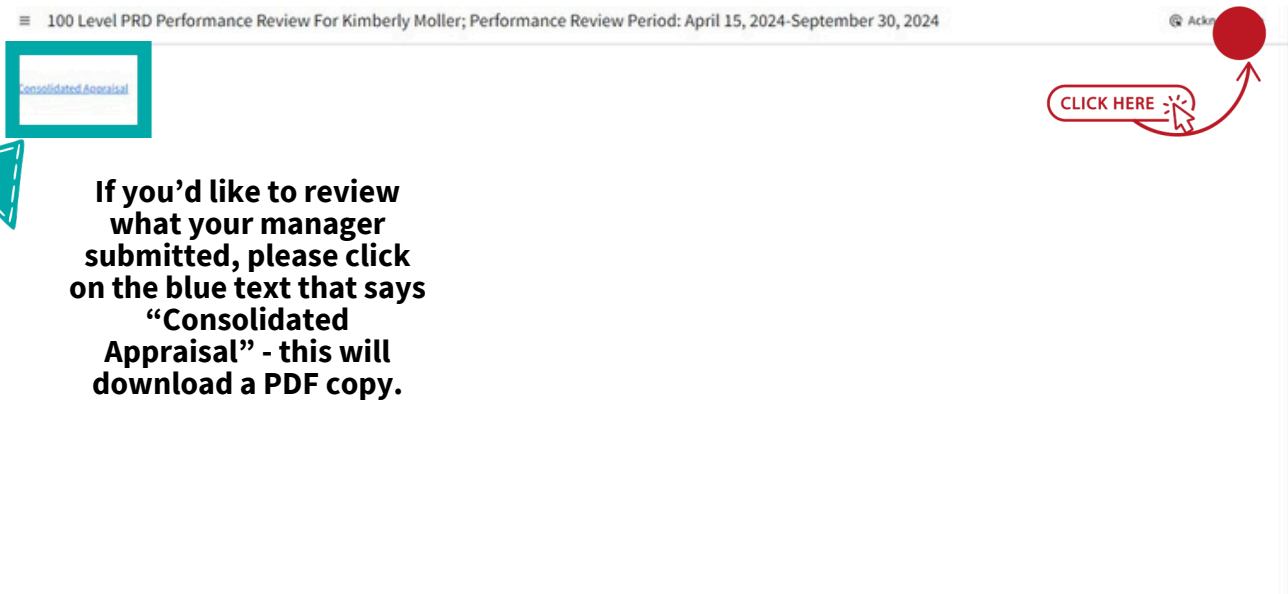 100 Level PRD Performance Review For Kimberly Moller; Performance Review Period: April 15, 2024-September 30, 2024
Consolidated Appraisal
CLICK HERE
If you’d like to review
what your manager
submitted, please click
on the blue text that says
“Consolidated
Appraisal” - this will
download a PDF copy.